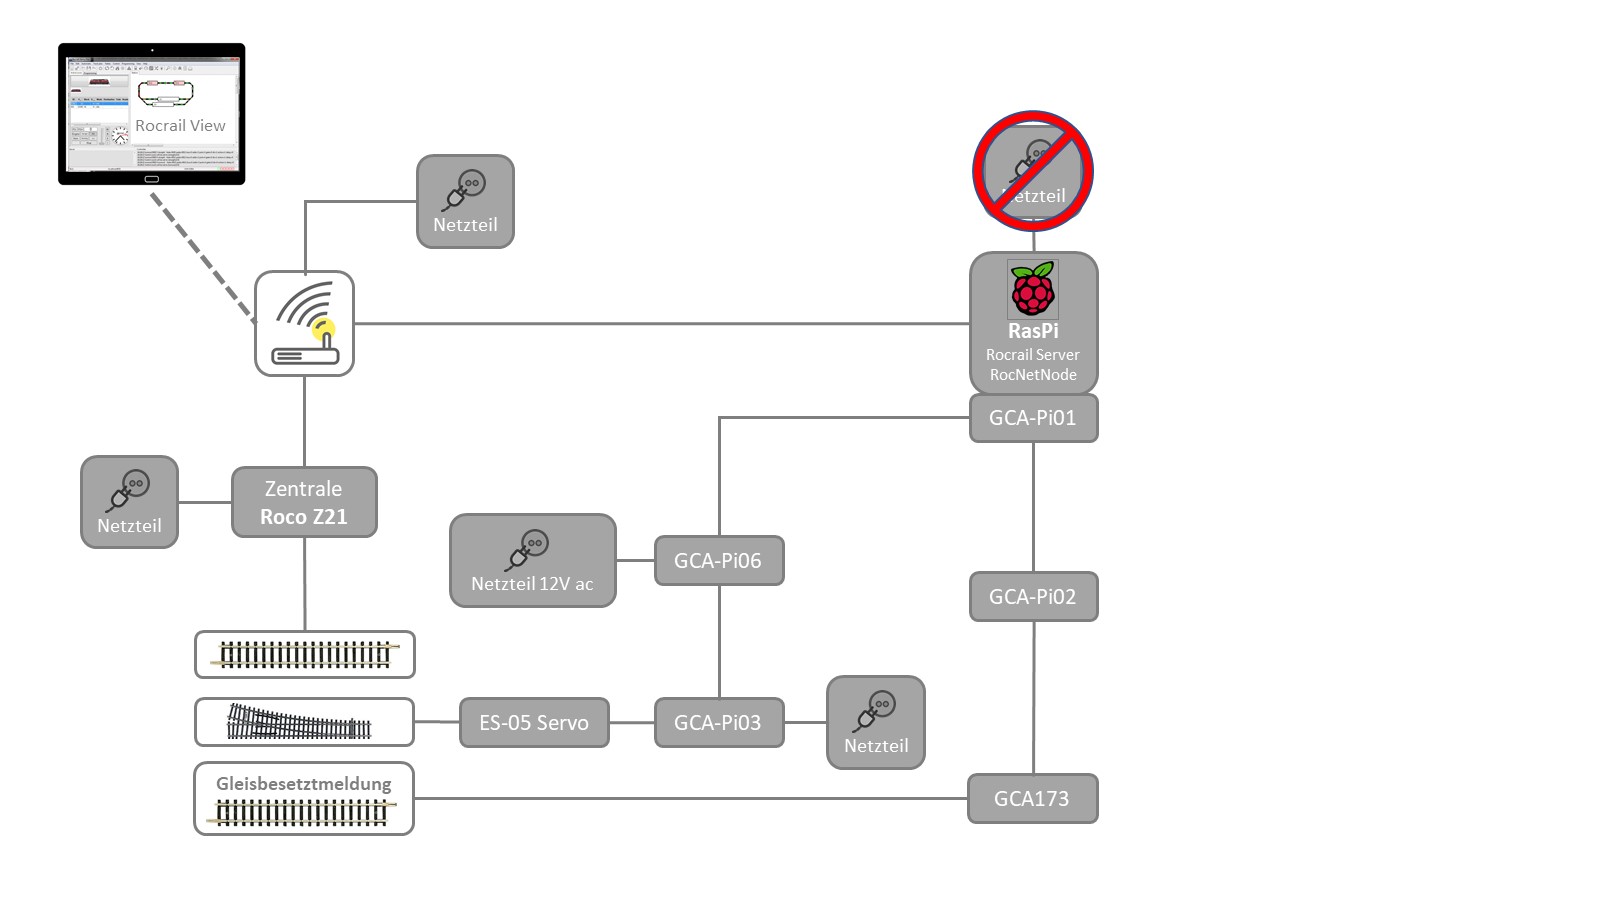 Rocrail View
Netzteil
etzteil
RasPi
Rocrail Server
RocNetNode
GCA-Pi01
Zentrale
Roco Z21
Netzteil
Netzteil 12V ac
GCA-Pi06
GCA-Pi02
ES-05 Servo
GCA-Pi03
Netzteil
Gleisbesetztmeldung
GCA173